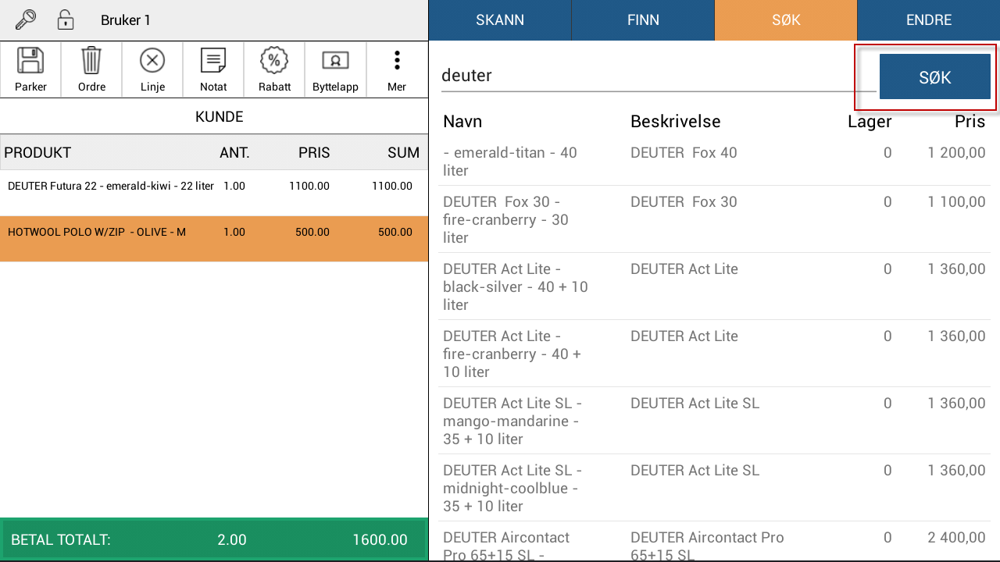 Bruker 1
Parker Ordre Linje Notat Rabatt Byttelapp Mer
KUNDE
PRODUKT ANT. PRIS SUM
DEUTER Futura 22 - emerald-kiwi - 22 liter 1.00 1100.00 1100.00
HOTWOOL POLO W/ZIP  - OLIVE - M 1.00 500.00 500.00
BETAL TOTALT: 2.00 1600.00
SKANN FINN SØK ENDRE
deuter SØK
Navn Beskrivelse Lager Pris
- emerald-titan - 40 DEUTER  Fox 40 0 1 200,00
liter
DEUTER  Fox 30 - DEUTER  Fox 30 0 1 100,00
fire-cranberry - 30
liter
DEUTER Act Lite - DEUTER Act Lite 0 1 360,00
black-silver - 40 + 10
liter
DEUTER Act Lite - DEUTER Act Lite 0 1 360,00
fire-cranberry - 40 +
10 liter
DEUTER Act Lite SL - DEUTER Act Lite SL 0 1 360,00
mango-mandarine -
35 + 10 liter
DEUTER Act Lite SL - DEUTER Act Lite SL 0 1 360,00
midnight-coolblue -
35 + 10 liter
DEUTER Aircontact DEUTER Aircontact Pro 0 2 400,00
Pro 65+15 SL - 65+15 SL